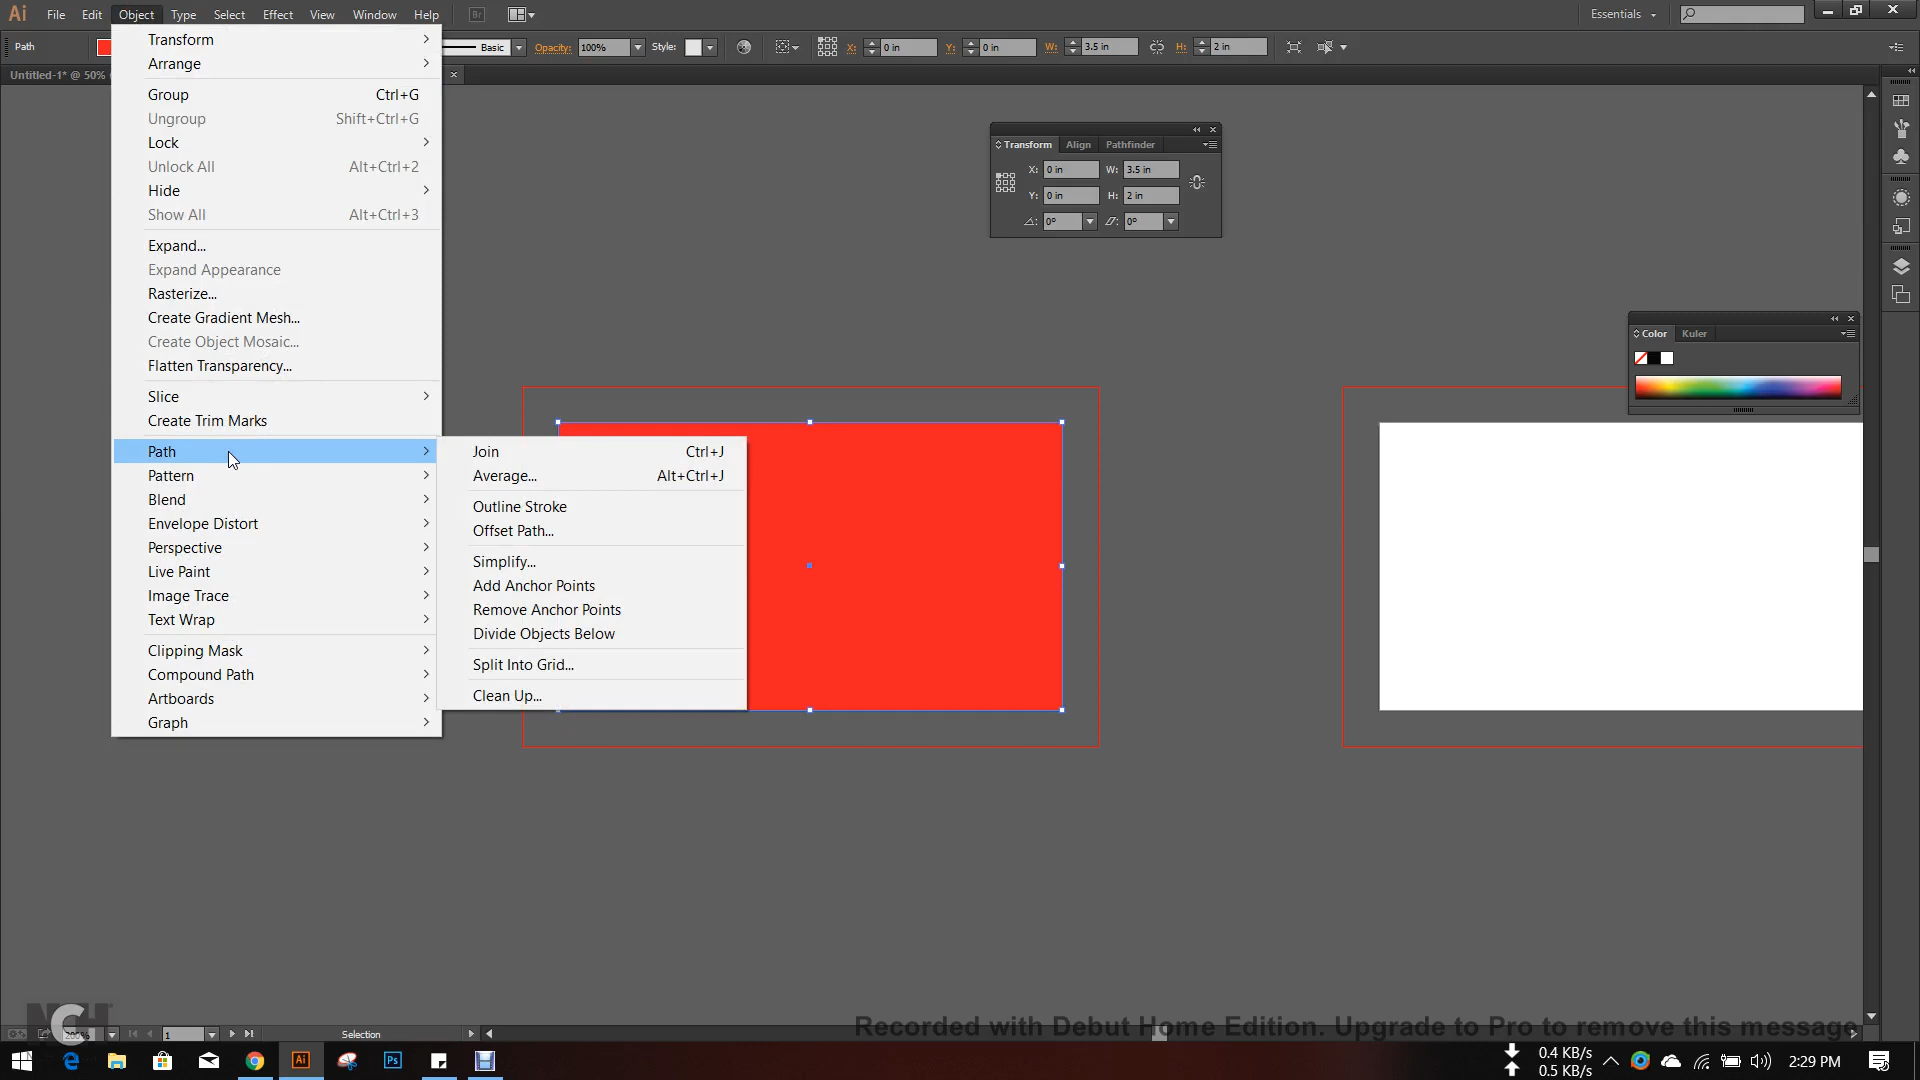 Ai File Edit Object Type Select Effect View Window Help Br Essentials
Path Basic Opacity: 100% Style: X: 0 in Y: 0 in W: 3.5 in H: 2 in
Untitled-1* @ 50%
Transform
Arrange
Group Ctrl+G
Ungroup Shift+Ctrl+G
Lock
Unlock All Alt+Ctrl+2
Hide
Show All Alt+Ctrl+3
Expand...
Expand Appearance
Rasterize...
Create Gradient Mesh...
Create Object Mosaic...
Flatten Transparency...
Slice
Create Trim Marks
Path
Pattern
Blend
Envelope Distort
Perspective
Live Paint
Image Trace
Text Wrap
Clipping Mask
Compound Path
Artboards
Graph
Join Ctrl+J
Average... Alt+Ctrl+J
Outline Stroke
Offset Path...
Simplify...
Add Anchor Points
Remove Anchor Points
Divide Objects Below
Split Into Grid...
Clean Up...
Transform Align Pathfinder
X: 0 in W: 3.5 in
Y: 0 in H: 2 in
0° 0°
Color Kuler
NCH
1 Selection
Recorded with Debut Home Edition. Upgrade to Pro to remove this message
Ai Ps 0.4 KB/s
0.5 KB/s
2:29 PM